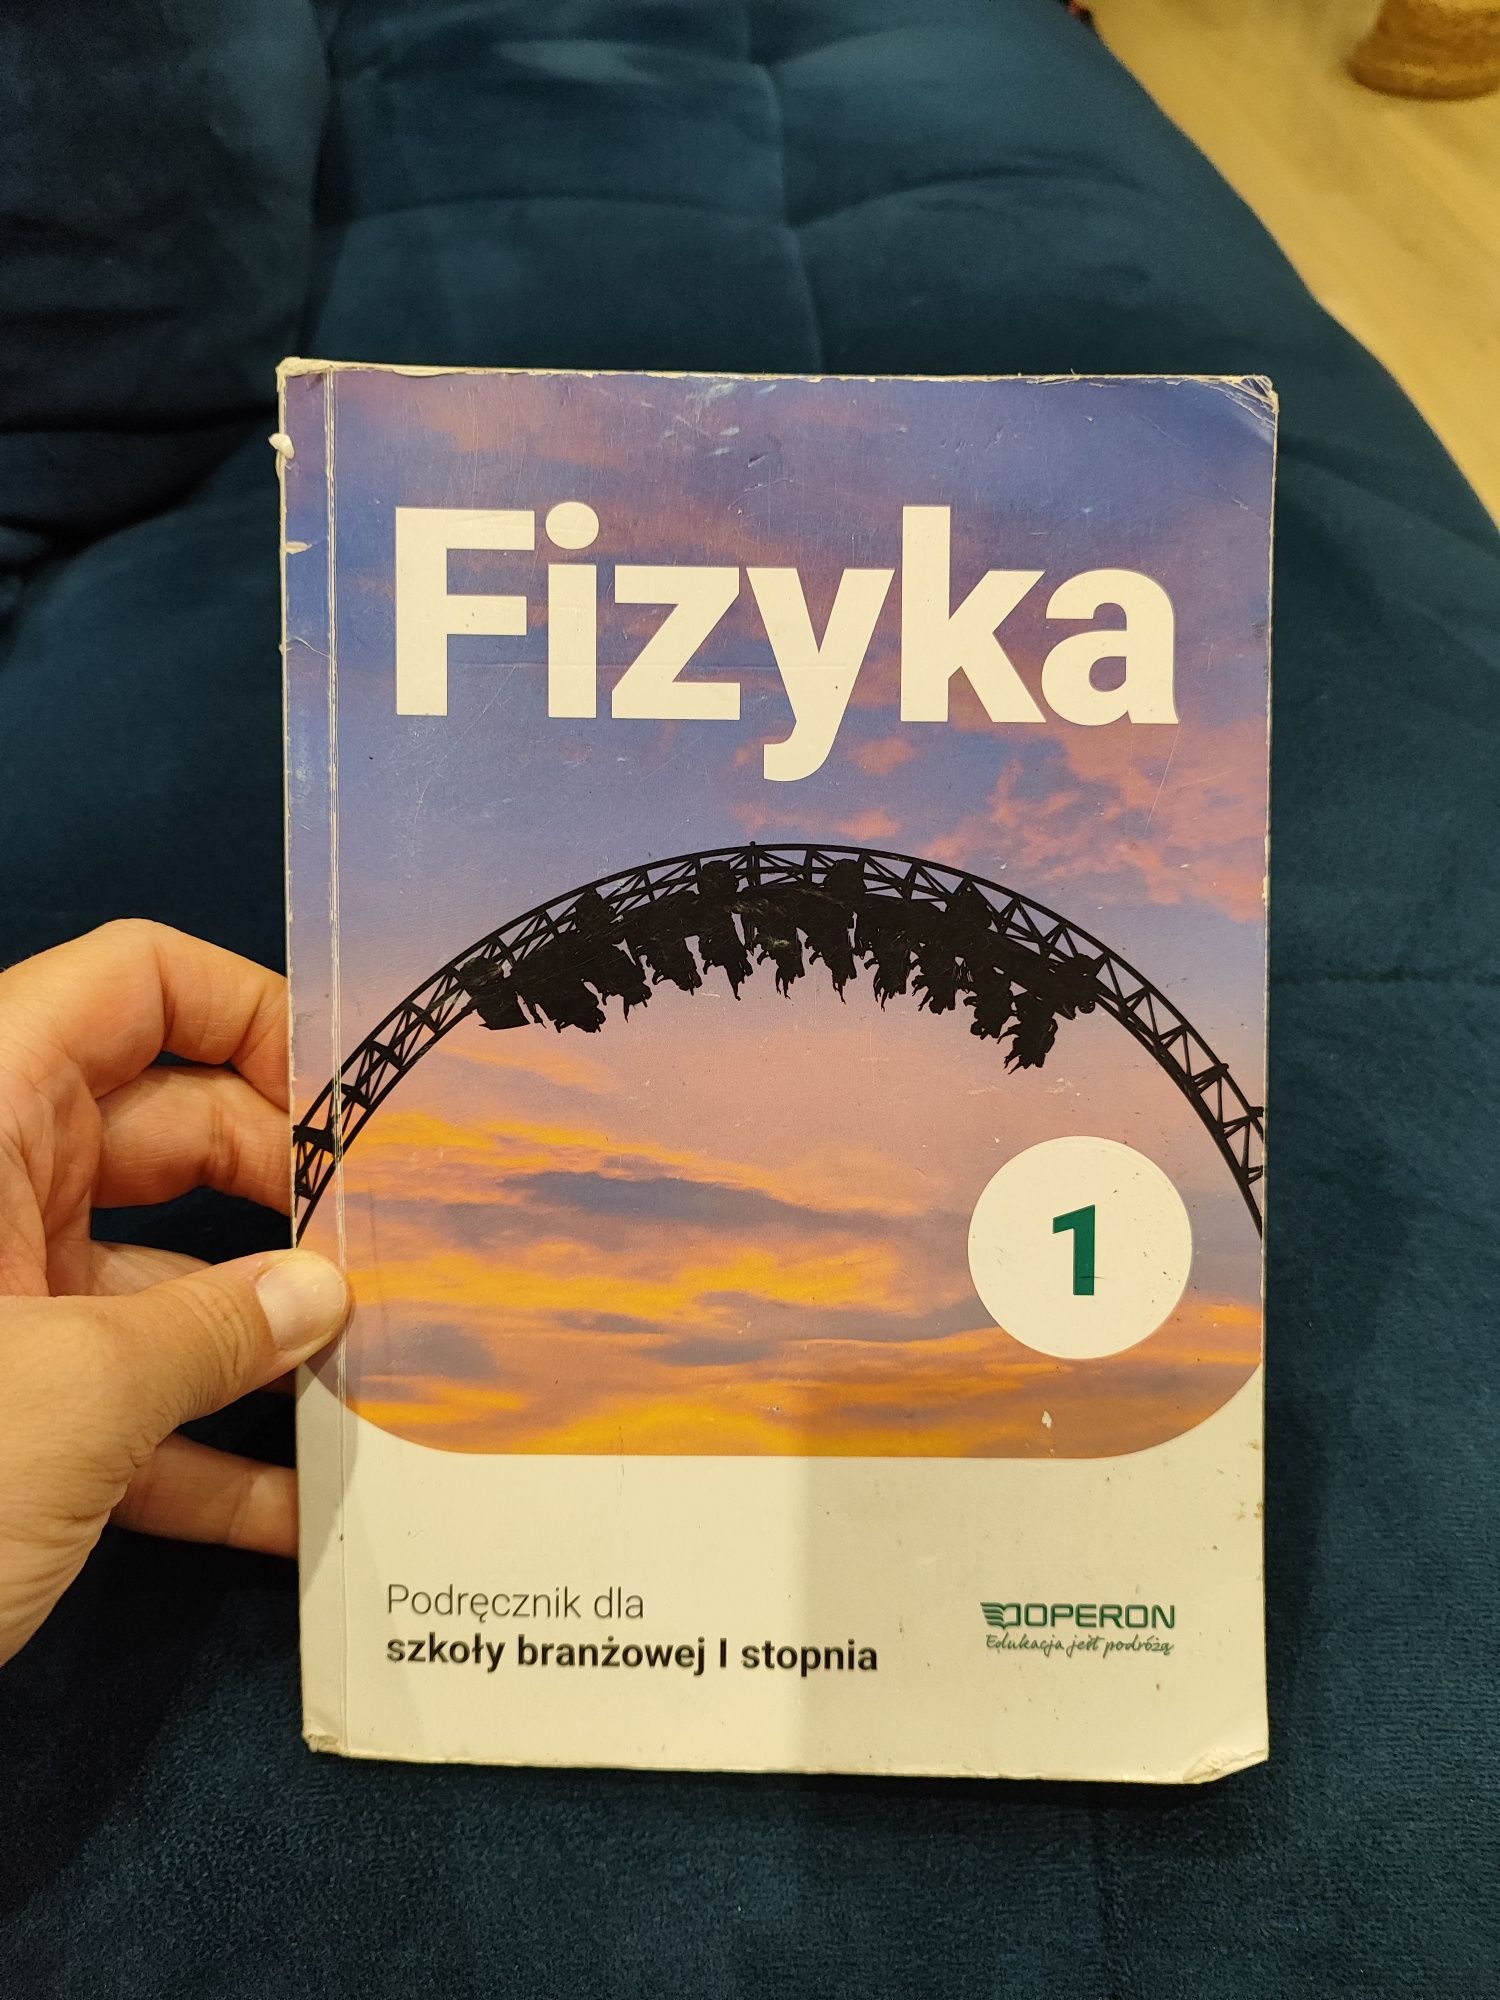 Fizyka
1
Podręcznik dla
szkoły branżowej I stopnia
OPERON
Edukacja jest podróżą